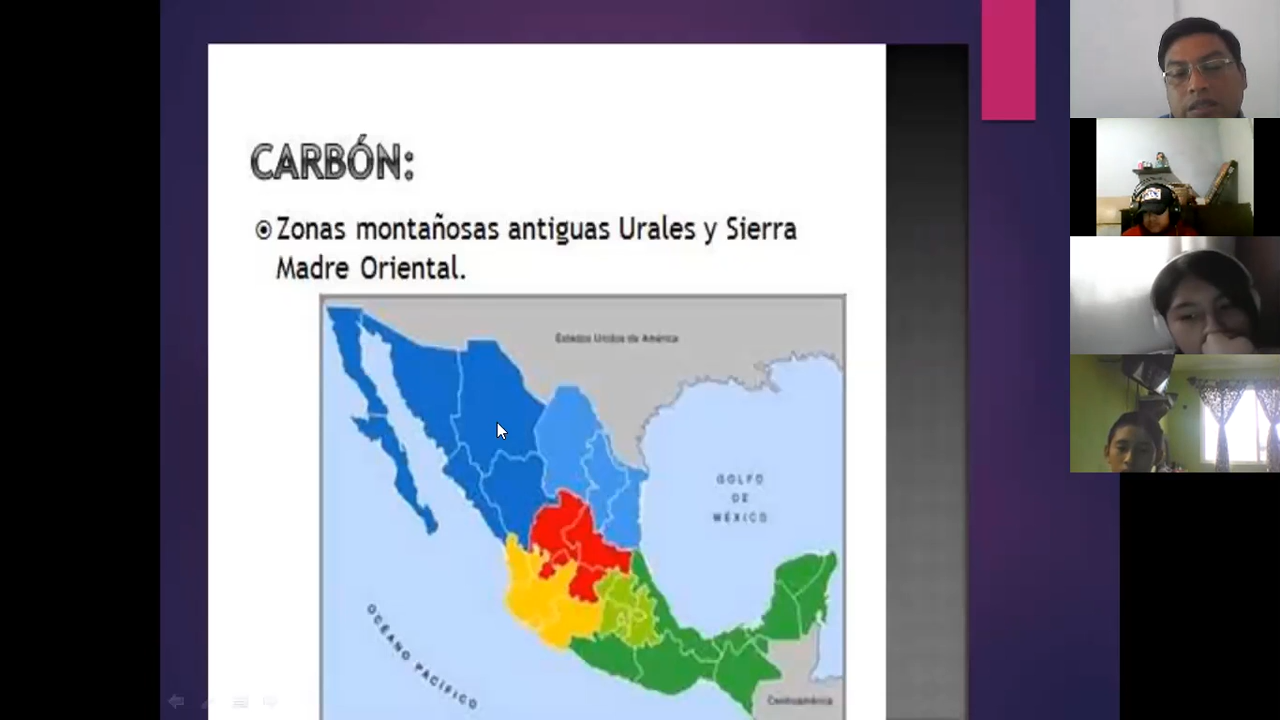 CARBÓN:
Zonas montañosas antiguas Urales y Sierra
Madre Oriental.
Estados Unidos de América
GOLFO
DE
MÉXICO
OCÉANO PACÍFICO
Centroamérica